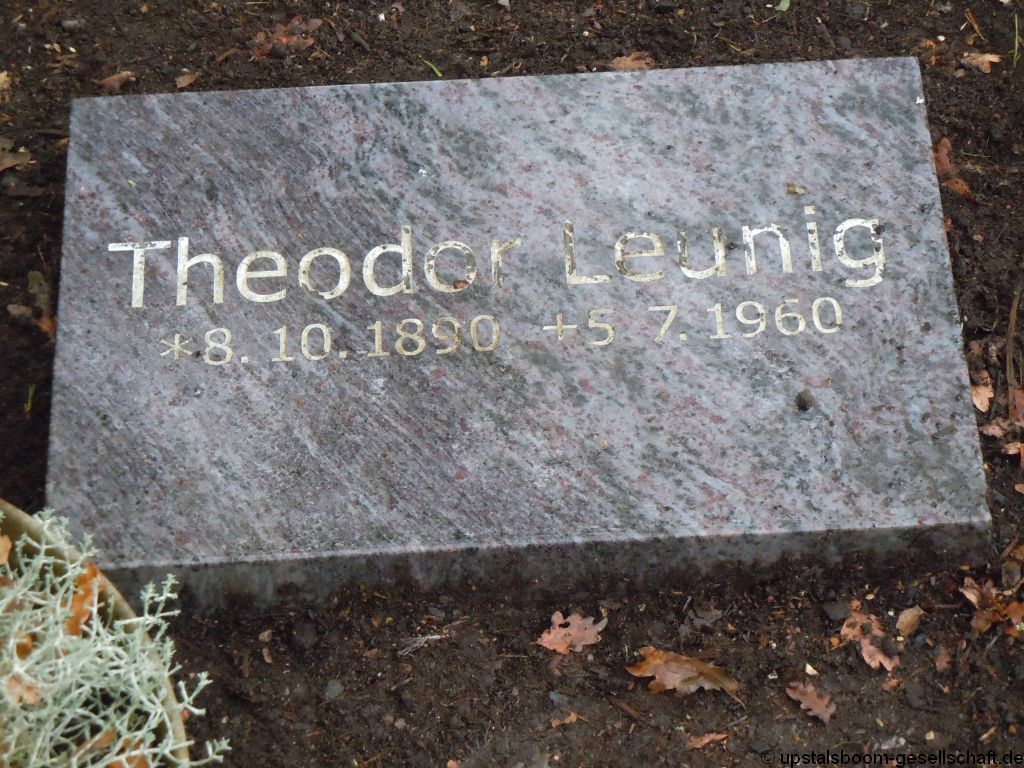 Theodor Leunig
*8. 10. 1890 +5 7. 1960
© upstalsboom-gesellschaft.de